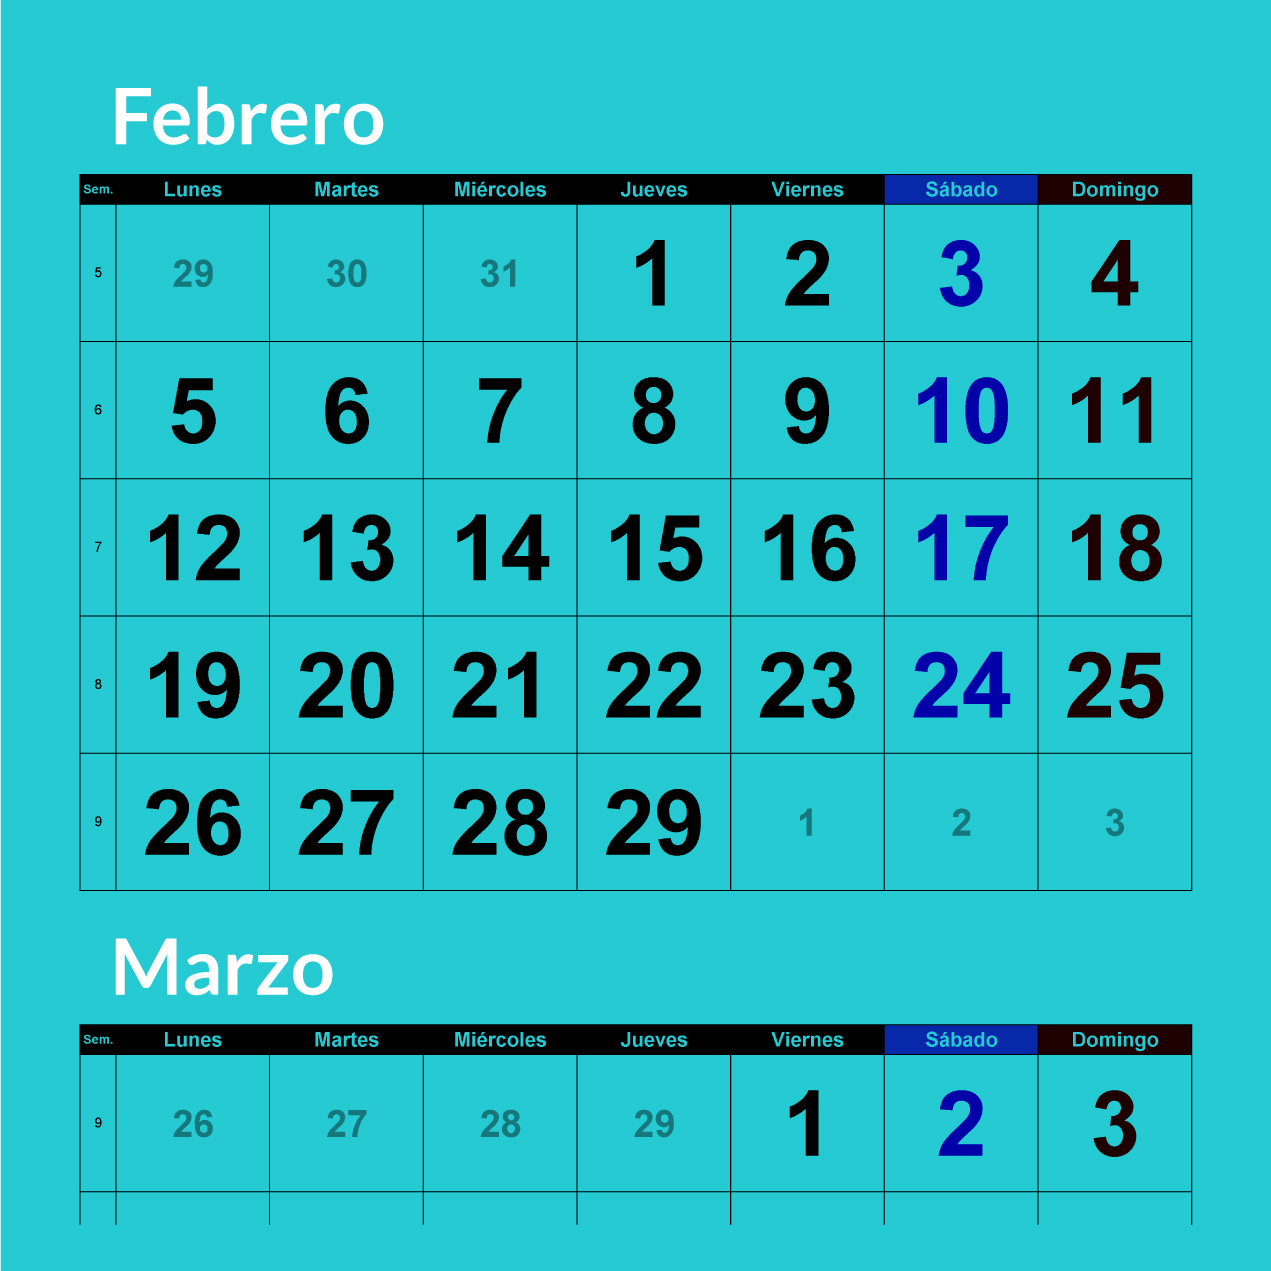 Febrero
Sem. Lunes Martes Miércoles Jueves Viernes Sábado Domingo
5 29 30 31 1 2 3 4
6 5 6 7 8 9 10 11
7 12 13 14 15 16 17 18
8 19 20 21 22 23 24 25
9 26 27 28 29 1 2 3
Marzo
Sem. Lunes Martes Miércoles Jueves Viernes Sábado Domingo
9 26 27 28 29 1 2 3